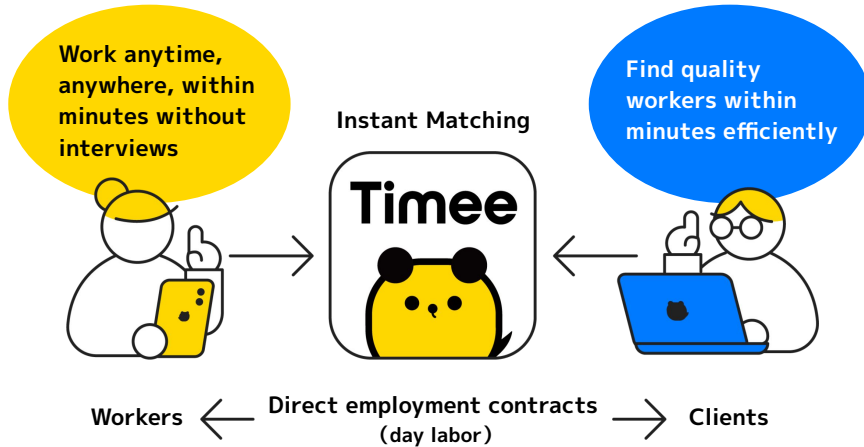 Work anytime,
anywhere, within
minutes without
interviews
Find quality
workers within
minutes efficiently
Instant Matching
Timee
Workers
Direct employment contracts
(day labor)
Clients